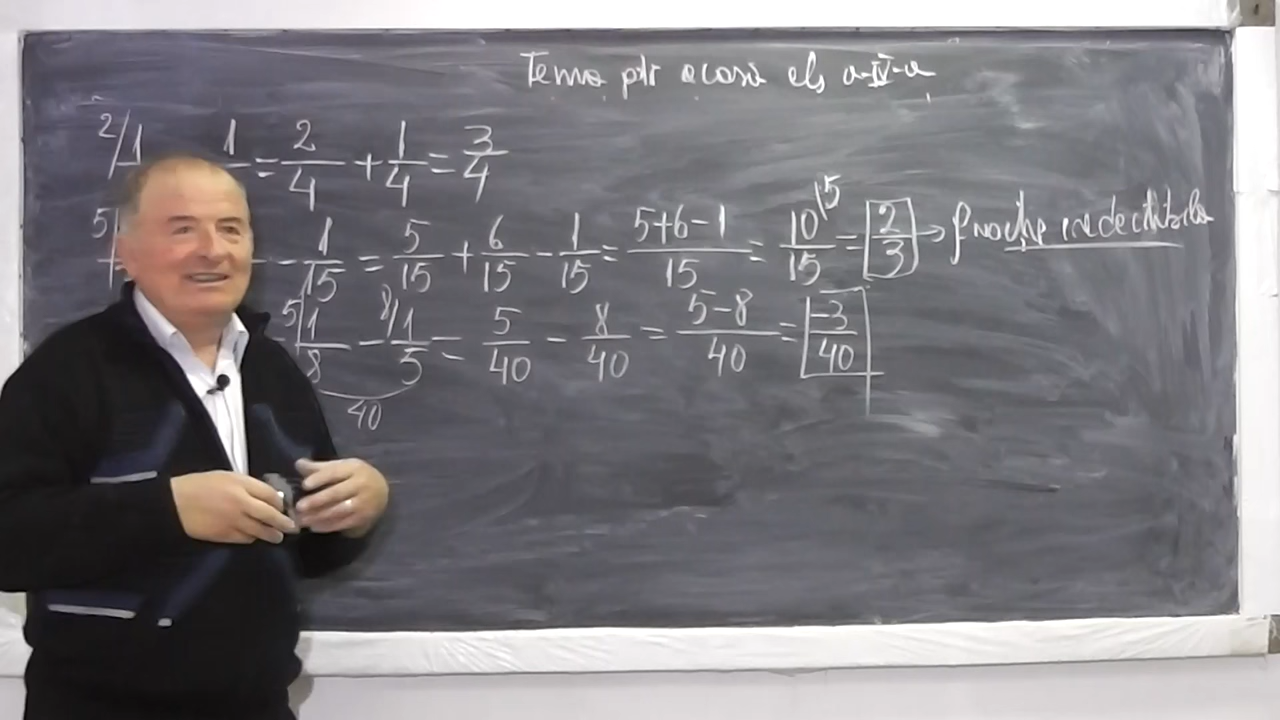 Tema ptr acasă cls a-IV-a
2/1 1 = 2/4 + 1/4 = 3/4
5/ - 1/15 = 5/15 + 6/15 - 1/15 = (5+6-1)/15 = 10/15 (5 = 2/3 → fracție iredectibilă
5/1/8 - 8/1/5 = 5/40 - 8/40 = (5-8)/40 = -3/40
40